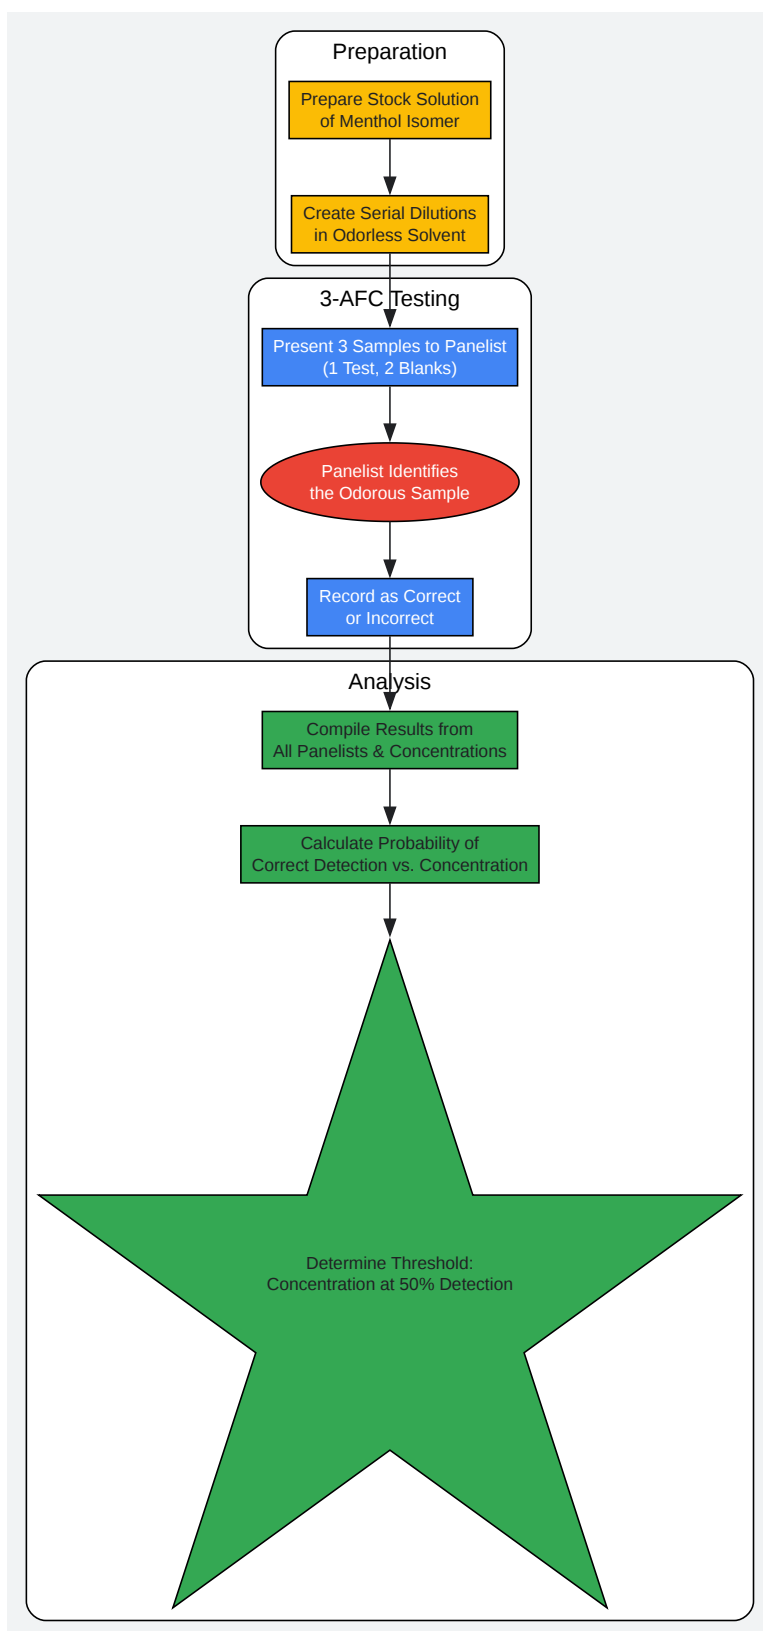 Preparation
Prepare Stock Solution
of Menthol Isomer
Create Serial Dilutions
in Odorless Solvent
3-AFC Testing
Present 3 Samples to Panelist
(1 Test, 2 Blanks)
Panelist Identifies
the Odorous Sample
Record as Correct
or Incorrect
Analysis
Compile Results from
All Panelists & Concentrations
Calculate Probability of
Correct Detection vs. Concentration
Determine Threshold:
Concentration at 50% Detection